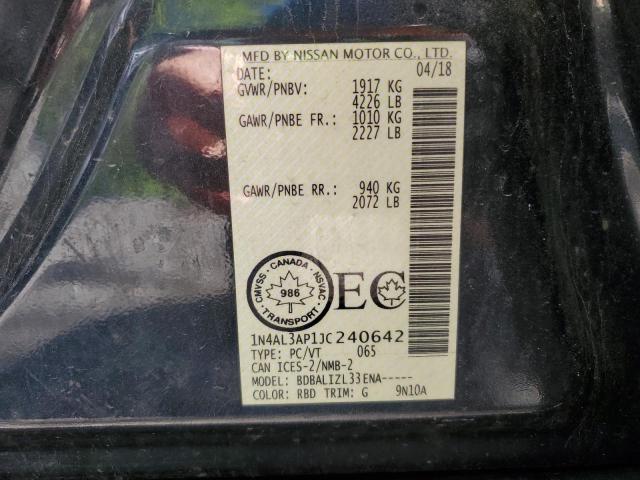 MFD BY NISSAN MOTOR CO., LTD.
DATE: 04/18
GVWR/PNBV: 1917 KG
4226 LB
GAWR/PNBE FR.: 1010 KG
2227 LB
GAWR/PNBE RR.: 940 KG
2072 LB
CANADA
CMVSS · NSVAC
986
TRANSPORT
EC
1N4AL3AP1JC240642
TYPE: PC/VT 065
CAN ICES-2/NMB-2
MODEL: BDBALIZL33ENA-----
COLOR: RBD TRIM: G 9N10A